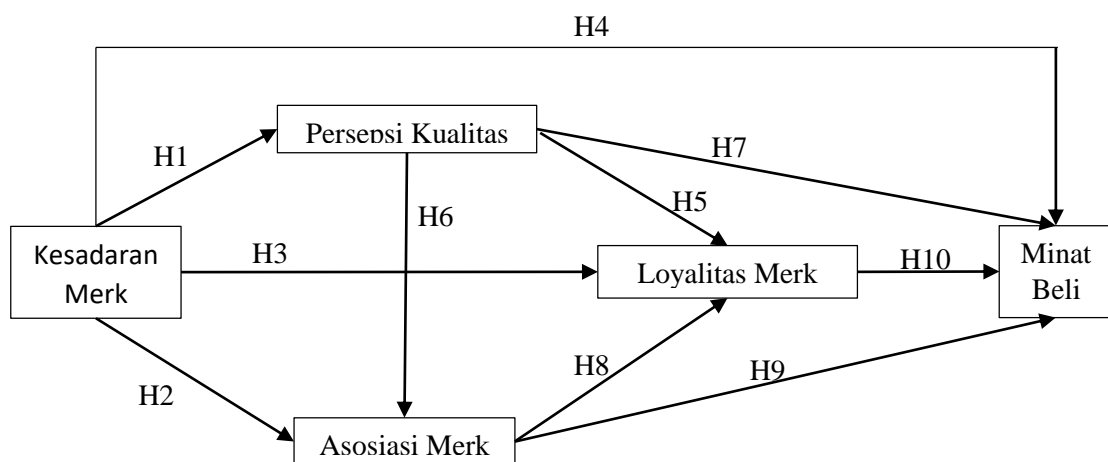 H4
Persepsi Kualitas
H1
H7
H6
H5
Kesadaran
Merk
H3
Loyalitas Merk
H10
Minat
Beli
H2
H8
H9
Asosiasi Merk